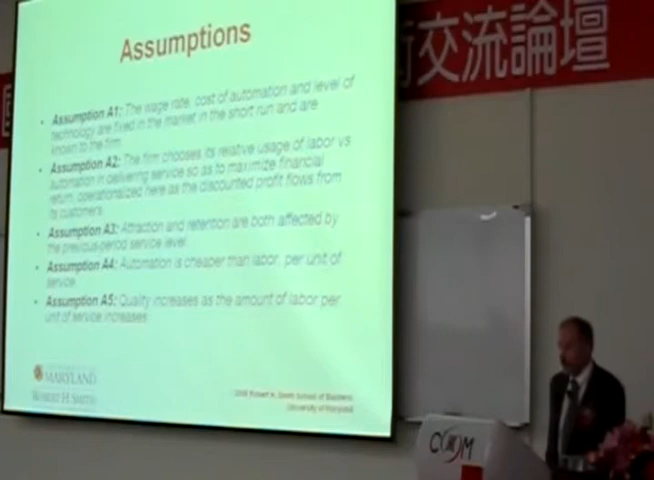 Assumptions
交流論壇
• Assumption A1: The wage rate, cost of automation and level of
technology are fixed in the market in the short run and are
known to the firm.
• Assumption A2: The firm chooses its relative usage of labor vs
automation in delivering service so as to maximize financial
return, operationalized here as the discounted profit flows from
its customers.
• Assumption A3: Attraction and retention are both affected by
the previous-period service level.
• Assumption A4: Automation is cheaper than labor, per unit of
service.
• Assumption A5: Quality increases as the amount of labor per
unit of service increases.
MARYLAND
ROBERT H. SMITH
Robert H. Smith School of Business
University of Maryland